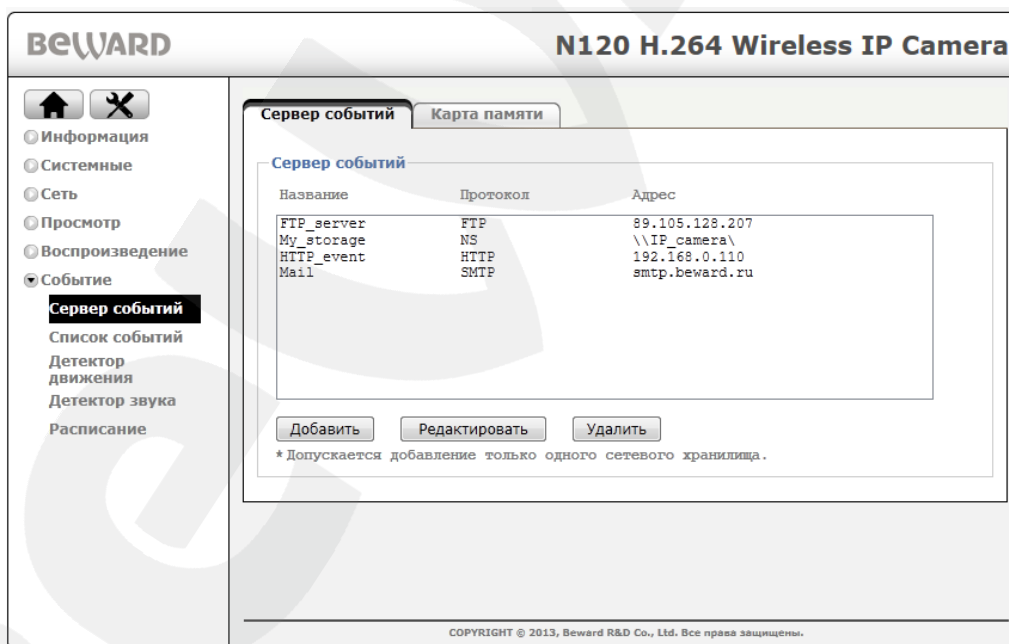 BEWARD
N120 H.264 Wireless IP Camera
Информация
Системные
Сеть
Просмотр
Воспроизведение
Событие
Сервер событий
Список событий
Детектор
движения
Детектор звука
Расписание
Сервер событий Карта памяти
Сервер событий
Название Протокол Адрес
FTP_server FTP 89.105.128.207
My_storage NS \\IP_camera\
HTTP_event HTTP 192.168.0.110
Mail SMTP smtp.beward.ru
Добавить Редактировать Удалить
* Допускается добавление только одного сетевого хранилища.
COPYRIGHT © 2013, Beward R&D Co., Ltd. Все права защищены.